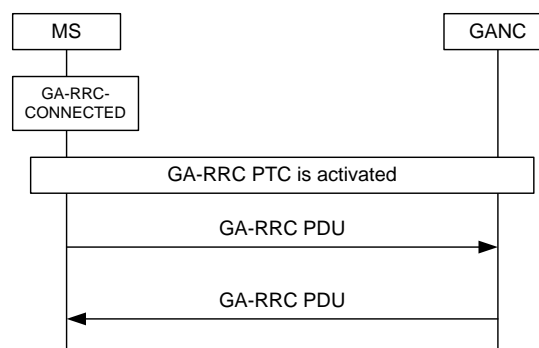 MS
GANC
GA-RRC-
CONNECTED
GA-RRC PTC is activated
GA-RRC PDU
GA-RRC PDU